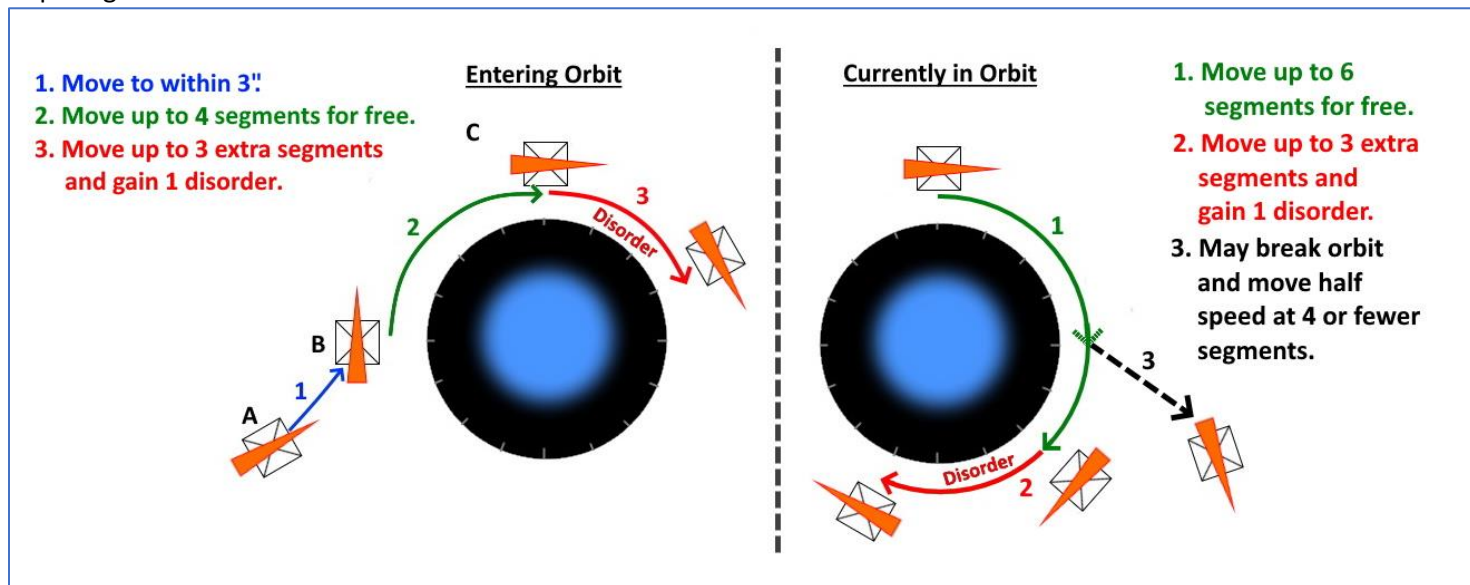 Entering Orbit
1. Move to within 3".
2. Move up to 4 segments for free.
3. Move up to 3 extra segments
and gain 1 disorder.
A
1
B
2
C
3
Disorder
Currently in Orbit
1. Move up to 6
segments for free.
2. Move up to 3 extra
segments and
gain 1 disorder.
3. May break orbit
and move half
speed at 4 or fewer
segments.
1
3
Disorder
2